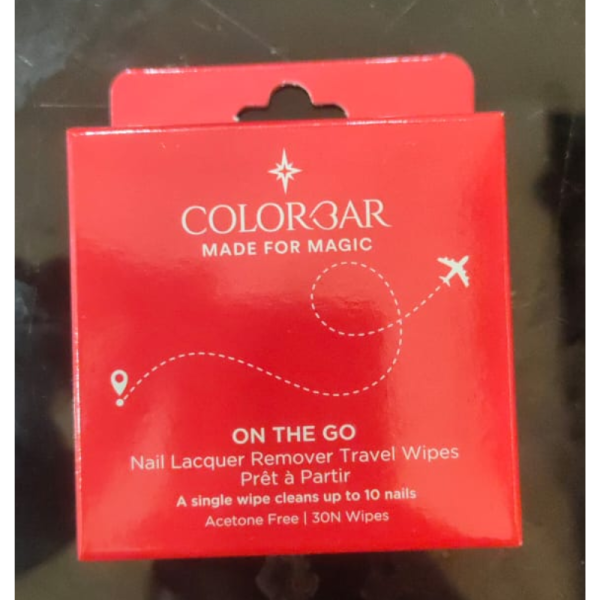 COLORBAR
MADE FOR MAGIC
ON THE GO
Nail Lacquer Remover Travel Wipes
Prêt à Partir
A single wipe cleans up to 10 nails
Acetone Free | 30N Wipes